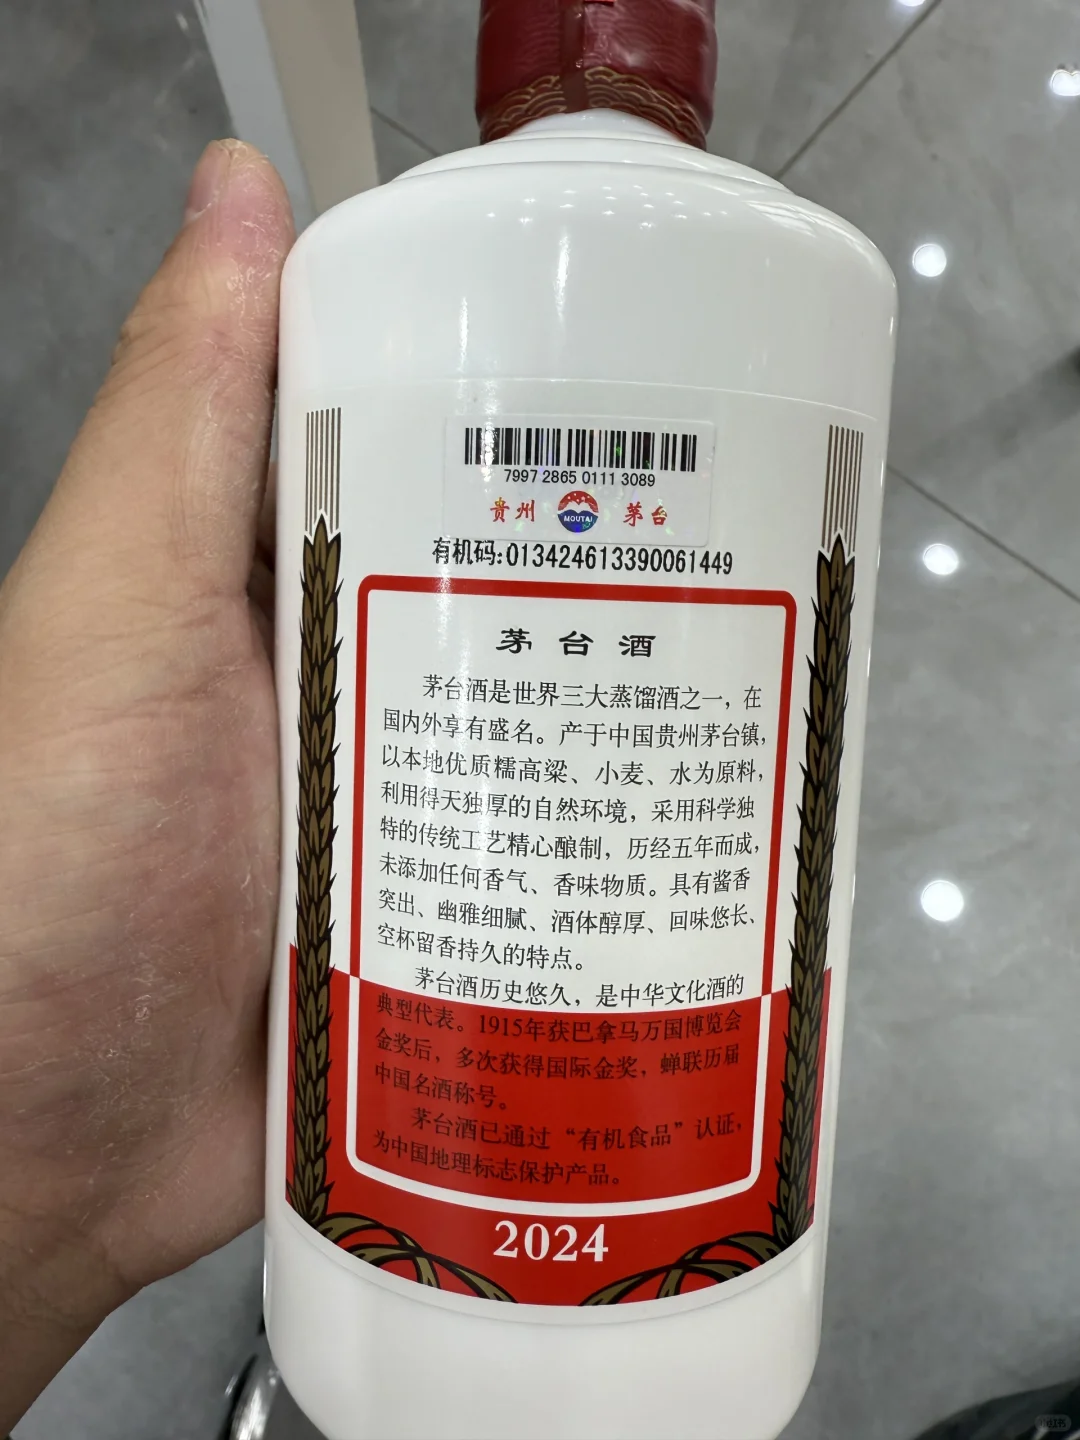 7997 2865 0111 3089
贵州 MOUTAI 茅台
有机码:013424613390061449
茅台酒
茅台酒是世界三大蒸馏酒之一，在
国内外享有盛名。产于中国贵州茅台镇，
以本地优质糯高粱、小麦、水为原料，
利用得天独厚的自然环境，采用科学独
特的传统工艺精心酿制，历经五年而成，
未添加任何香气、香味物质。具有酱香
突出、幽雅细腻、酒体醇厚、回味悠长、
空杯留香持久的特点。
茅台酒历史悠久，是中华文化酒的
典型代表。1915年获巴拿马万国博览会
金奖后，多次获得国际金奖，蝉联历届
中国名酒称号。
茅台酒已通过“有机食品”认证，
为中国地理标志保护产品。
2024
小红书